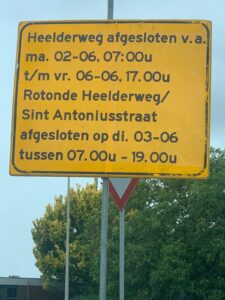 Heelderweg afgesloten v.a.
ma. 02-06. 07:00u
t/m vr. 06-06. 17.00u
Rotonde Heelderweg/
Sint Antoniusstraat
afgesloten op di. 03-06
tussen 07.00u - 19.00u